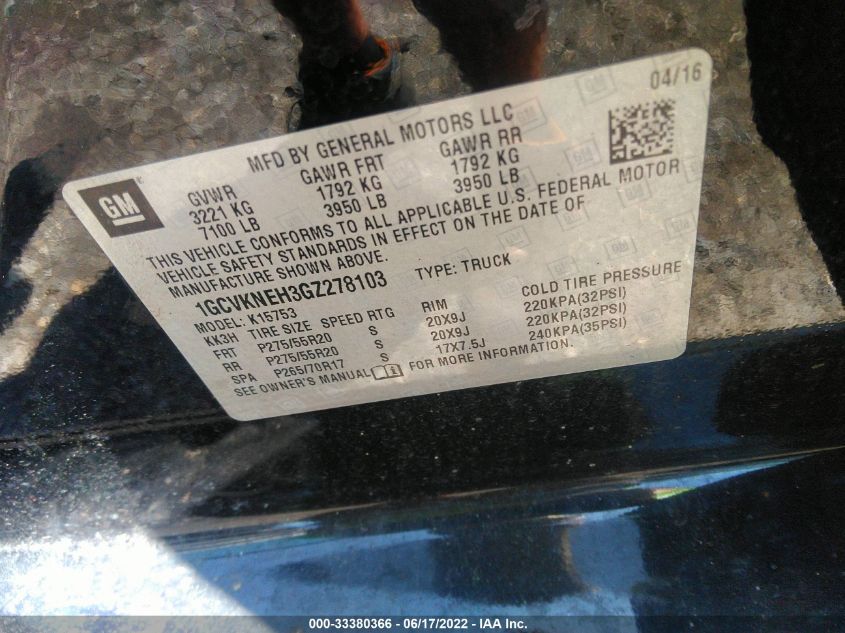 04/16
MFD BY GENERAL MOTORS LLC
GM
GVWR GAWR FRT GAWR RR
3221 KG 1792 KG 1792 KG
7100 LB 3950 LB 3950 LB
THIS VEHICLE CONFORMS TO ALL APPLICABLE U.S. FEDERAL MOTOR
VEHICLE SAFETY STANDARDS IN EFFECT ON THE DATE OF
MANUFACTURE SHOWN ABOVE.
1GCVKNEH3GZ278103 TYPE: TRUCK
MODEL: K15753
KK3H TIRE SIZE SPEED RTG RIM COLD TIRE PRESSURE
FRT P275/55R20 S 20X9J 220KPA(32PSI)
RR P275/55R20 S 20X9J 220KPA(32PSI)
SPA P265/70R17 S 17X7.5J 240KPA(35PSI)
SEE OWNER'S MANUAL FOR MORE INFORMATION.
000-33380366 - 06/17/2022 - IAA Inc.